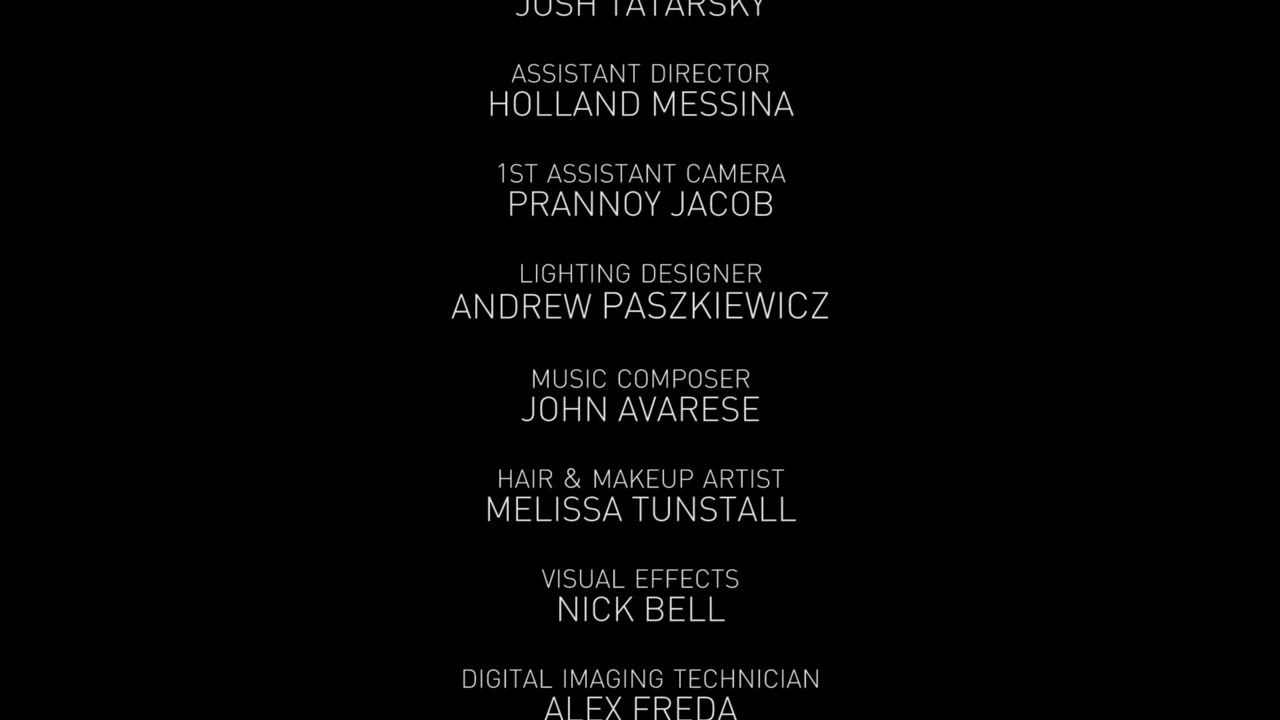 JOSH TATARSKY
ASSISTANT DIRECTOR
HOLLAND MESSINA
1ST ASSISTANT CAMERA
PRANNOY JACOB
LIGHTING DESIGNER
ANDREW PASZKIEWICZ
MUSIC COMPOSER
JOHN AVARESE
HAIR & MAKEUP ARTIST
MELISSA TUNSTALL
VISUAL EFFECTS
NICK BELL
DIGITAL IMAGING TECHNICIAN
ALEX FREDA